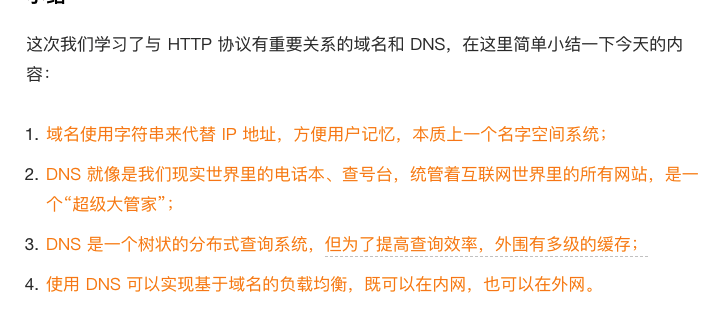 这次我们学习了与 HTTP 协议有重要关系的域名和 DNS，在这里简单小结一下今天的内
容：
1. 域名使用字符串来代替 IP 地址，方便用户记忆，本质上一个名字空间系统；
2. DNS 就像是我们现实世界里的电话本、查号台，统管着互联网世界里的所有网站，是一
个“超级大管家”；
3. DNS 是一个树状的分布式查询系统，但为了提高查询效率，外围有多级的缓存；
4. 使用 DNS 可以实现基于域名的负载均衡，既可以在内网，也可以在外网。